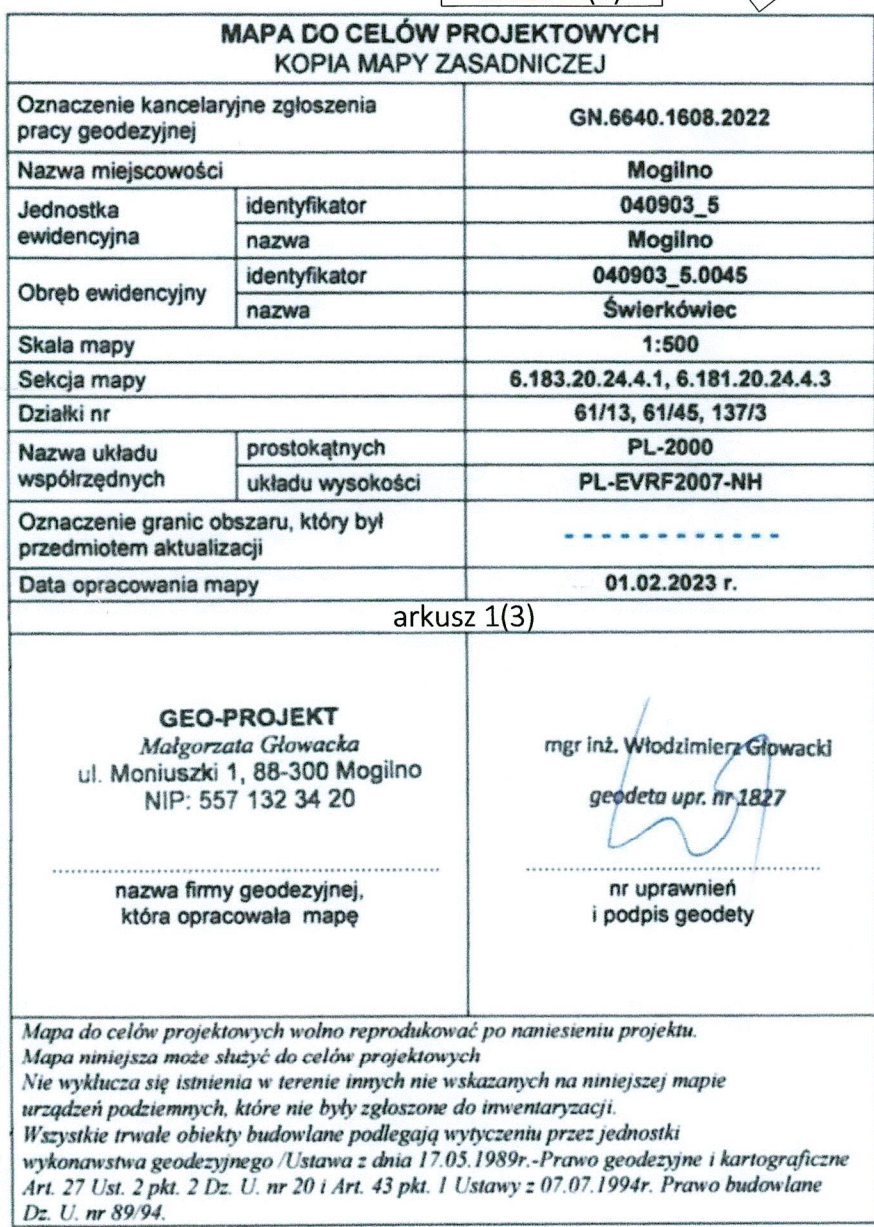 MAPA DO CELÓW PROJEKTOWYCH
KOPIA MAPY ZASADNICZEJ
Oznaczenie kancelaryjne zgłoszenia
pracy geodezyjnej
GN.6640.1608.2022
Nazwa miejscowości
Mogilno
Jednostka
ewidencyjna
identyfikator
040903_5
nazwa
Mogilno
Obręb ewidencyjny
identyfikator
040903_5.0045
nazwa
Świerkówiec
Skala mapy
1:500
Sekcja mapy
6.183.20.24.4.1, 6.181.20.24.4.3
Działki nr
61/13, 61/45, 137/3
Nazwa układu
współrzędnych
prostokątnych
PL-2000
układu wysokości
PL-EVRF2007-NH
Oznaczenie granic obszaru, który był
przedmiotem aktualizacji
Data opracowania mapy
01.02.2023 r.
arkusz 1(3)
GEO-PROJEKT
Małgorzata Głowacka
ul. Moniuszki 1, 88-300 Mogilno
NIP: 557 132 34 20
nazwa firmy geodezyjnej,
która opracowała mapę
mgr inż. Włodzimierz Głowacki
geodeta upr. nr 1827
nr uprawnień
i podpis geodety
Mapa do celów projektowych wolno reprodukować po naniesieniu projektu.
Mapa niniejsza może służyć do celów projektowych
Nie wyklucza się istnienia w terenie innych nie wskazanych na niniejszej mapie
urządzeń podziemnych, które nie były zgłoszone do inwentaryzacji.
Wszystkie trwałe obiekty budowlane podlegają wytyczeniu przez jednostki
wykonawstwa geodezyjnego /Ustawa z dnia 17.05.1989r.-Prawo geodezyjne i kartograficzne
Art. 27 Ust. 2 pkt. 2 Dz. U. nr 20 i Art. 43 pkt. 1 Ustawy z 07.07.1994r. Prawo budowlane
Dz. U. nr 89/94.